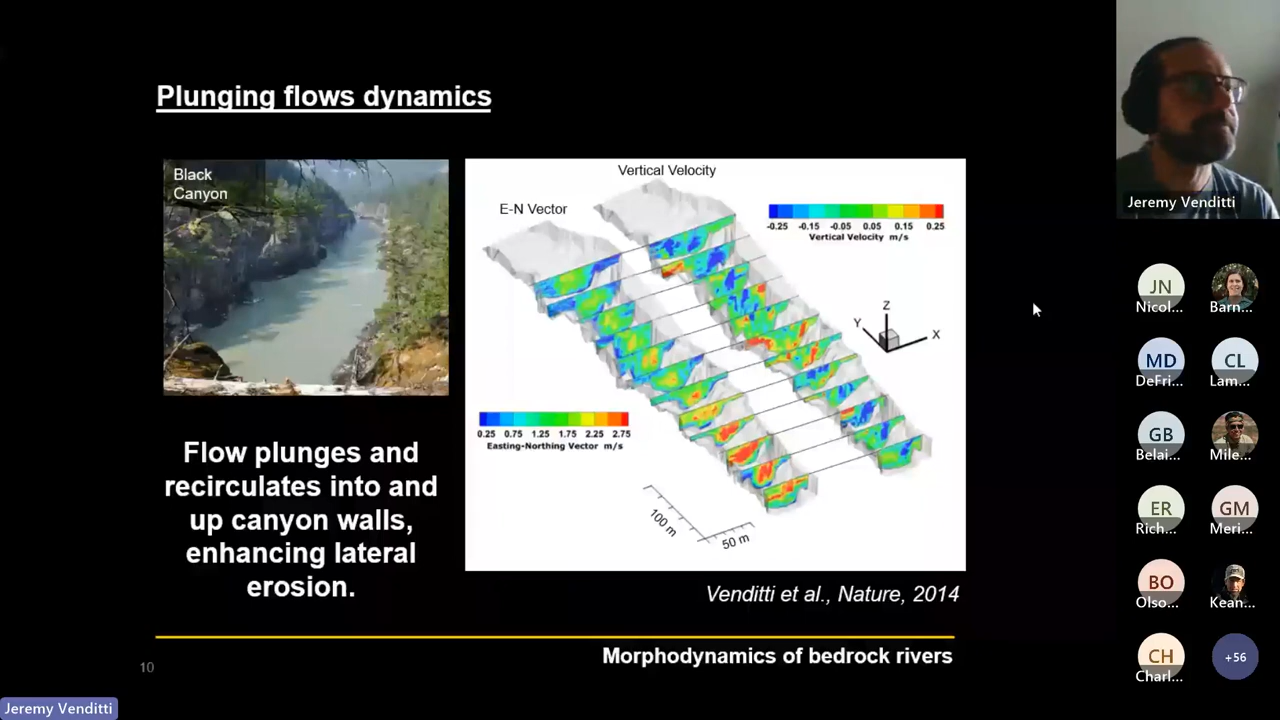 Plunging flows dynamics
Black
Canyon
Vertical Velocity
E-N Vector
-0.25 -0.15 -0.05 0.05 0.15 0.25
Vertical Velocity m/s
Z
Y
X
0.25 0.75 1.25 1.75 2.25 2.75
Easting-Northing Vector m/s
100 m
50 m
Flow plunges and
recirculates into and
up canyon walls,
enhancing lateral
erosion.
Venditti et al., Nature, 2014
Morphodynamics of bedrock rivers
10
Jeremy Venditti
Jeremy Venditti
JN
Nicol...
Barn...
MD
DeFri...
CL
Lam...
GB
Belai...
Mile...
ER
Rich...
GM
Meri...
BO
Olso...
Kean...
CH
Charl...
+56